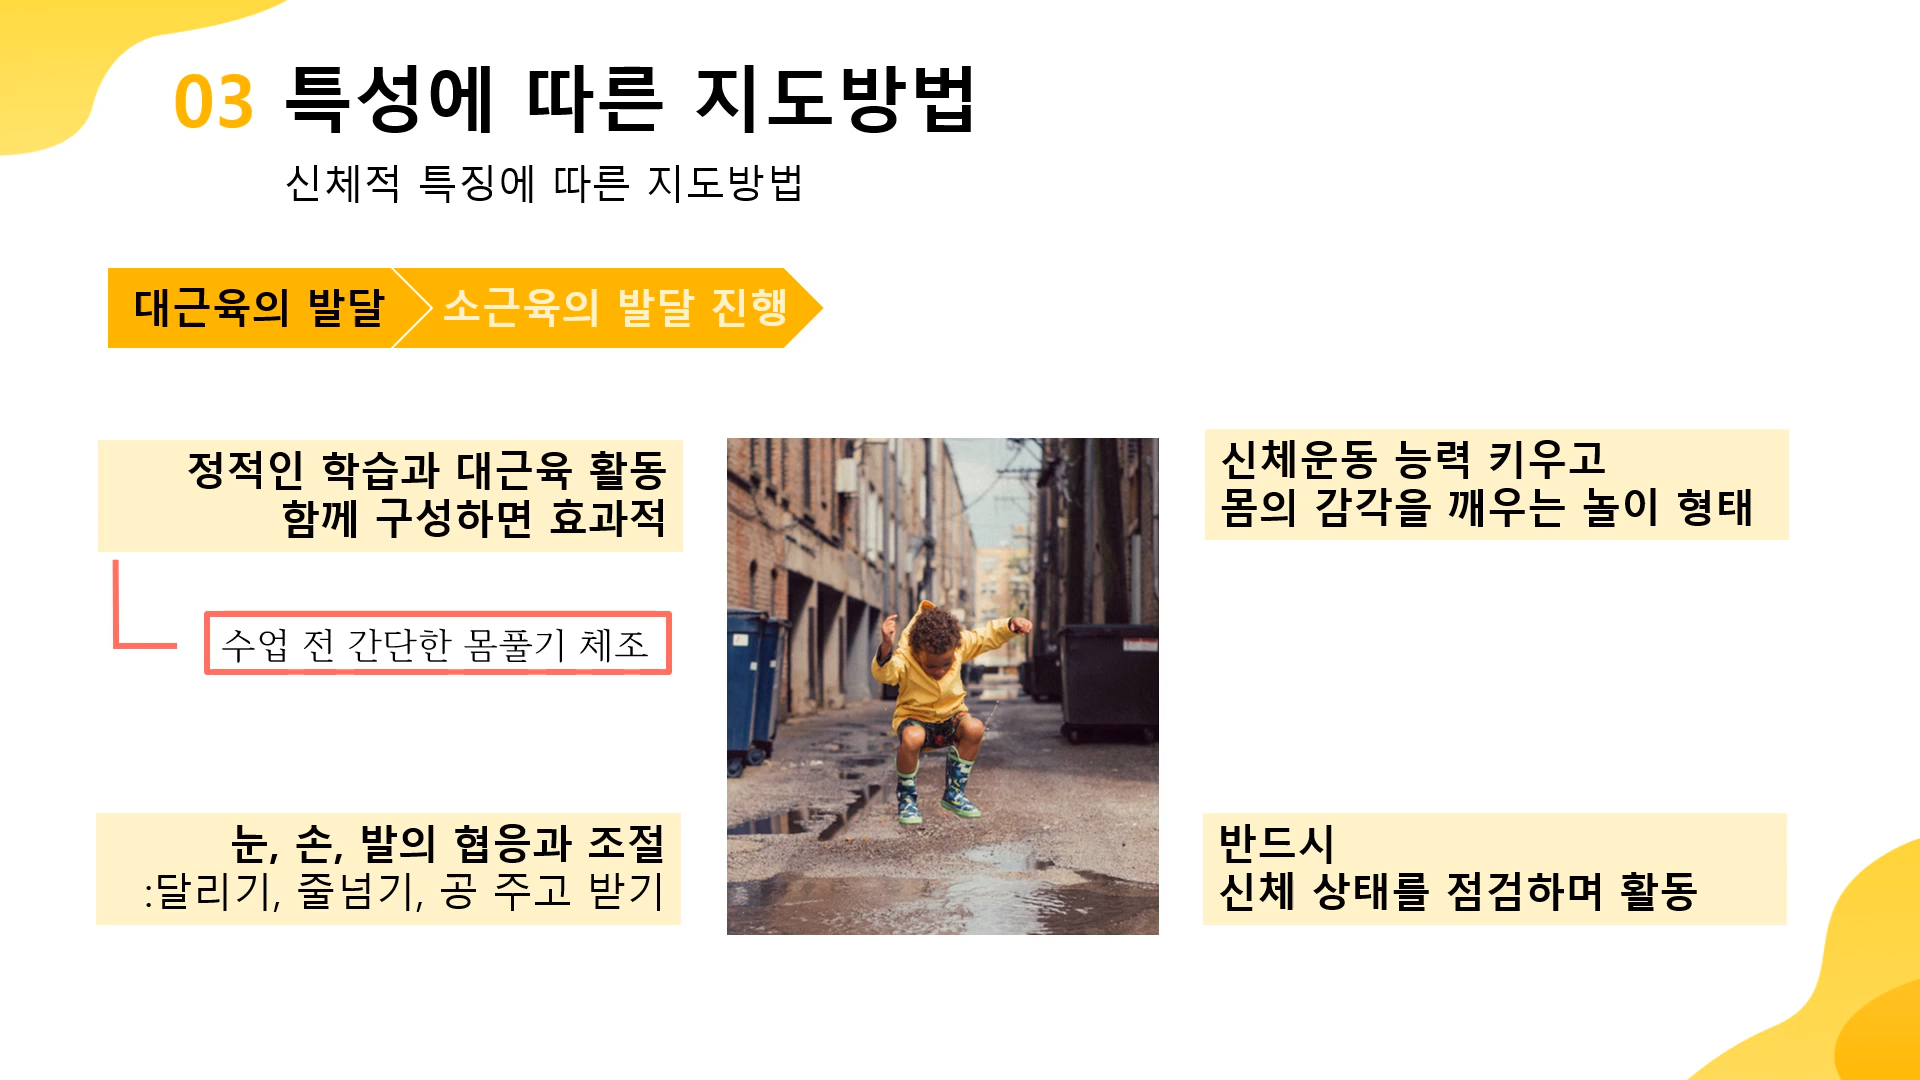 03 특성에 따른 지도방법
신체적 특징에 따른 지도방법
대근육의 발달
소근육의 발달 진행
정적인 학습과 대근육 활동
함께 구성하면 효과적
수업 전 간단한 몸풀기 체조
눈, 손, 발의 협응과 조절
:달리기, 줄넘기, 공 주고 받기
신체운동 능력 키우고
몸의 감각을 깨우는 놀이 형태
반드시
신체 상태를 점검하며 활동